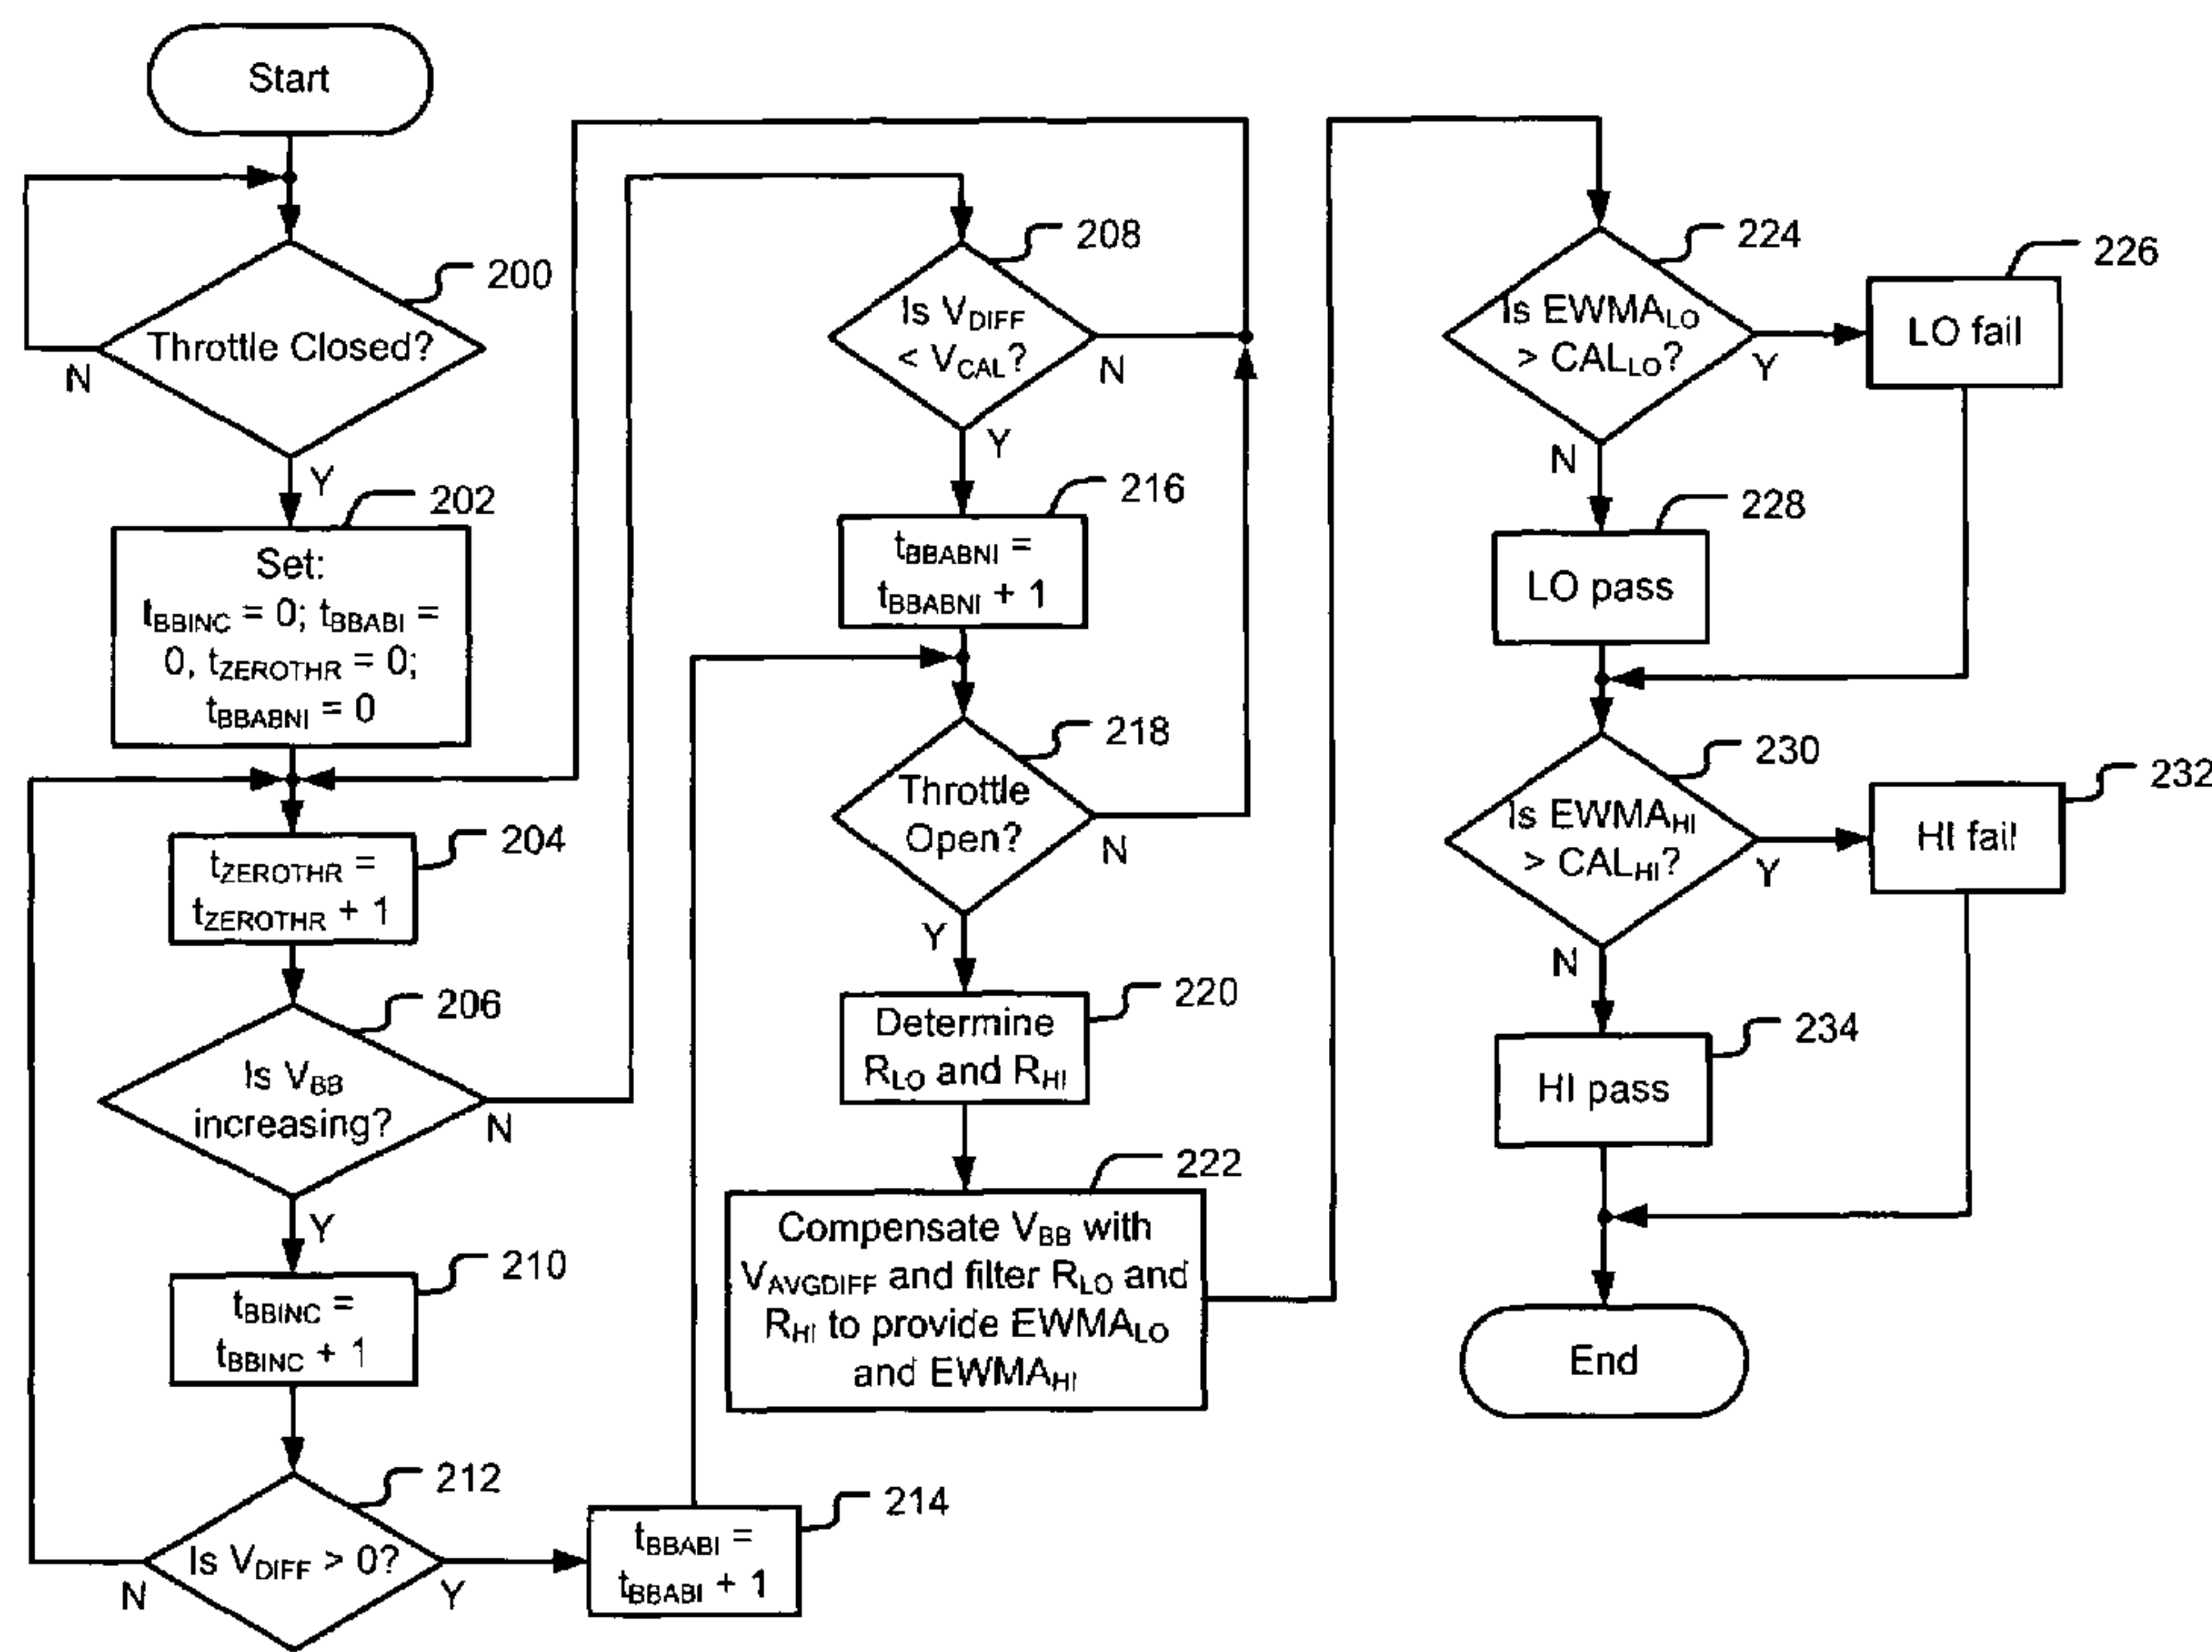 Start
200
Throttle Closed?
N
Y
202
Set:
tBBINC = 0; tBBABI =
0, tZEROTHR = 0;
tBBABNI = 0
204
tZEROTHR =
tZEROTHR + 1
206
Is VBB
increasing?
N
Y
210
tBBINC =
tBBINC + 1
212
Is VDIFF > 0?
N
Y
214
tBBABI =
tBBABI + 1
208
Is VDIFF
< VCAL?
N
Y
216
tBBABNI =
tBBABNI + 1
218
Throttle
Open?
N
Y
220
Determine
RLO and RHI
222
Compensate VBB with
VAVGDIFF and filter RLO and
RHI to provide EWMALO
and EWMAHI
224
Is EWMALO
> CALLO?
Y
N
226
LO fail
228
LO pass
230
Is EWMAHI
> CALHI?
Y
N
232
HI fail
234
HI pass
End